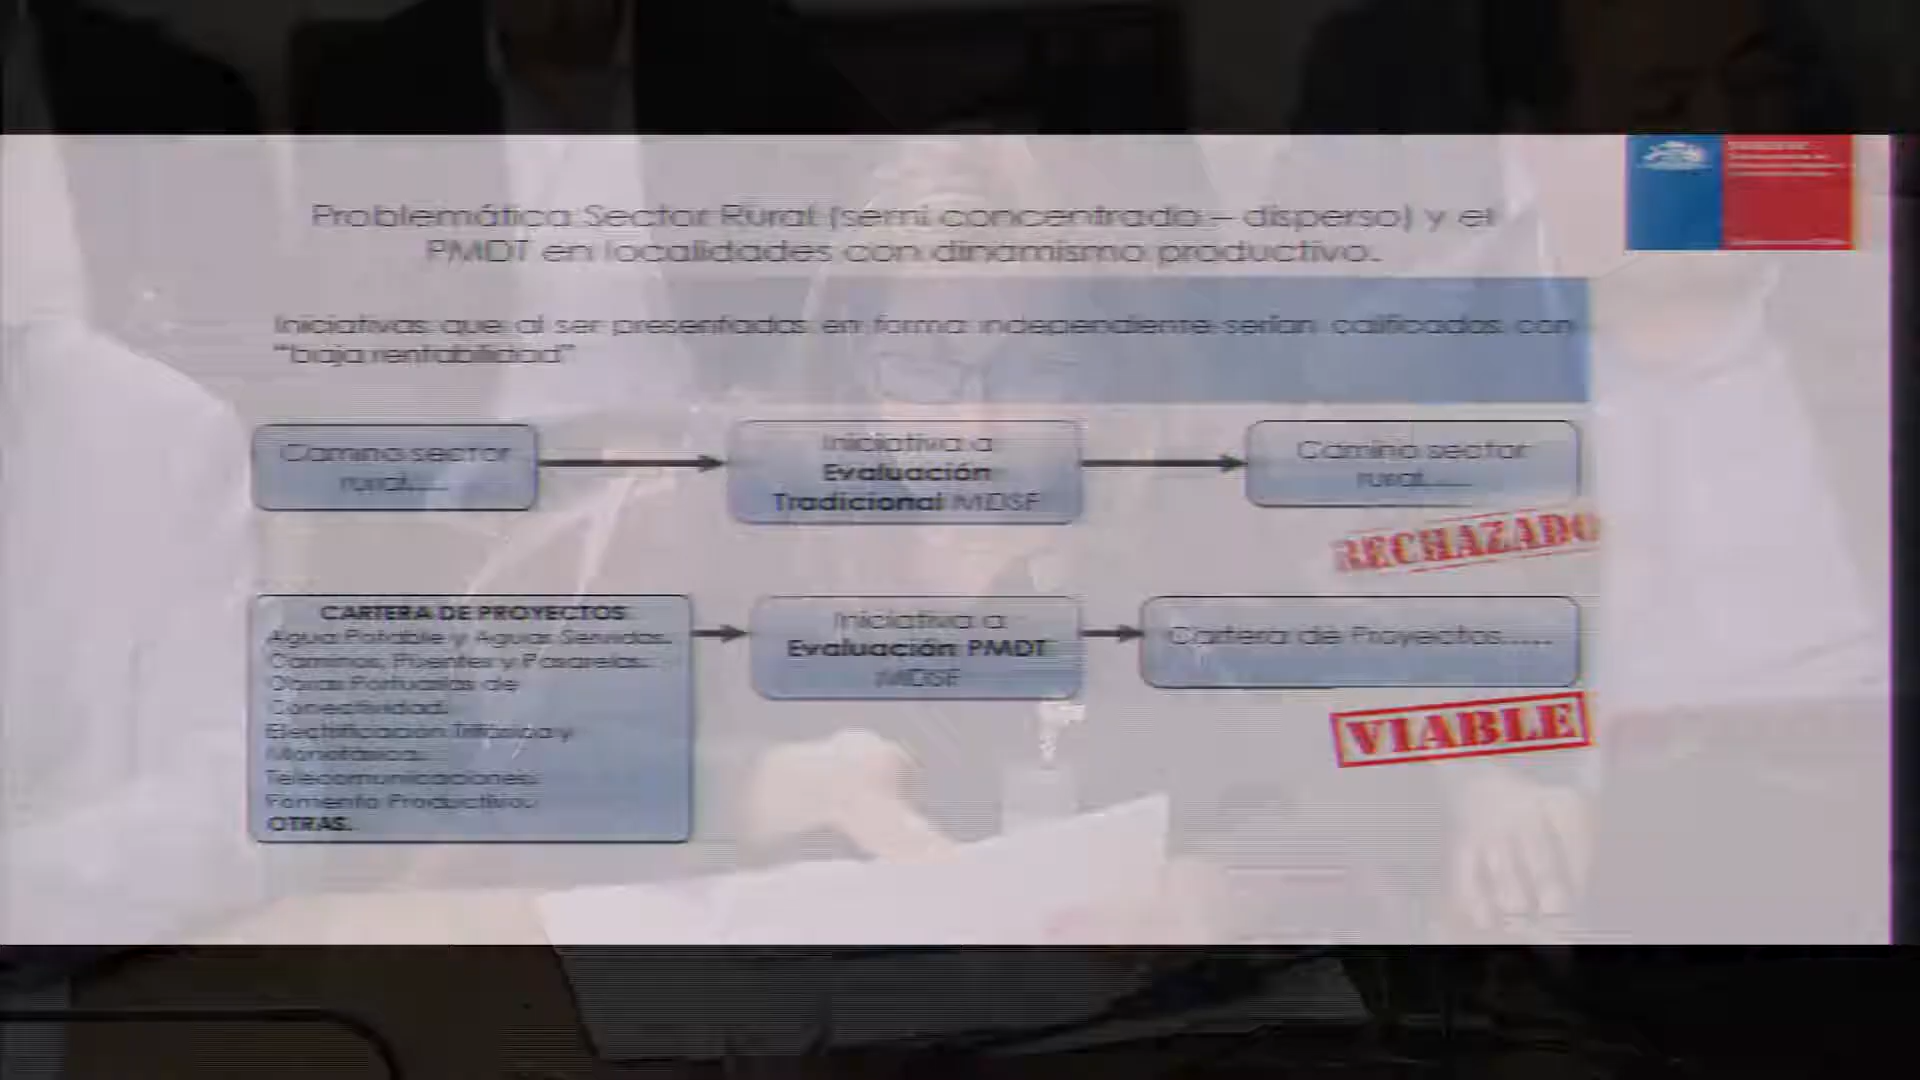 Problemática Sector Rural (semi concentrado – disperso) y el
PMDT en localidades con dinamismo productivo.
Iniciativas que al ser presentadas en forma independiente serían calificadas con
"baja rentabilidad"
Camino sector
rural......
Iniciativa a
Evaluación
Tradicional MDSF
Camino sector
rural......
RECHAZADO
CARTERA DE PROYECTOS
Agua Potable y Aguas Servidas.
Caminos, Puentes y Pasarelas.
Obras Portuarias de
Conectividad.
Electrificación Trifásica y
Monofásica.
Telecomunicaciones.
Fomento Productivo.
OTRAS.
Iniciativa a
Evaluación PMDT
MDSF
Cartera de Proyectos.....
VIABLE